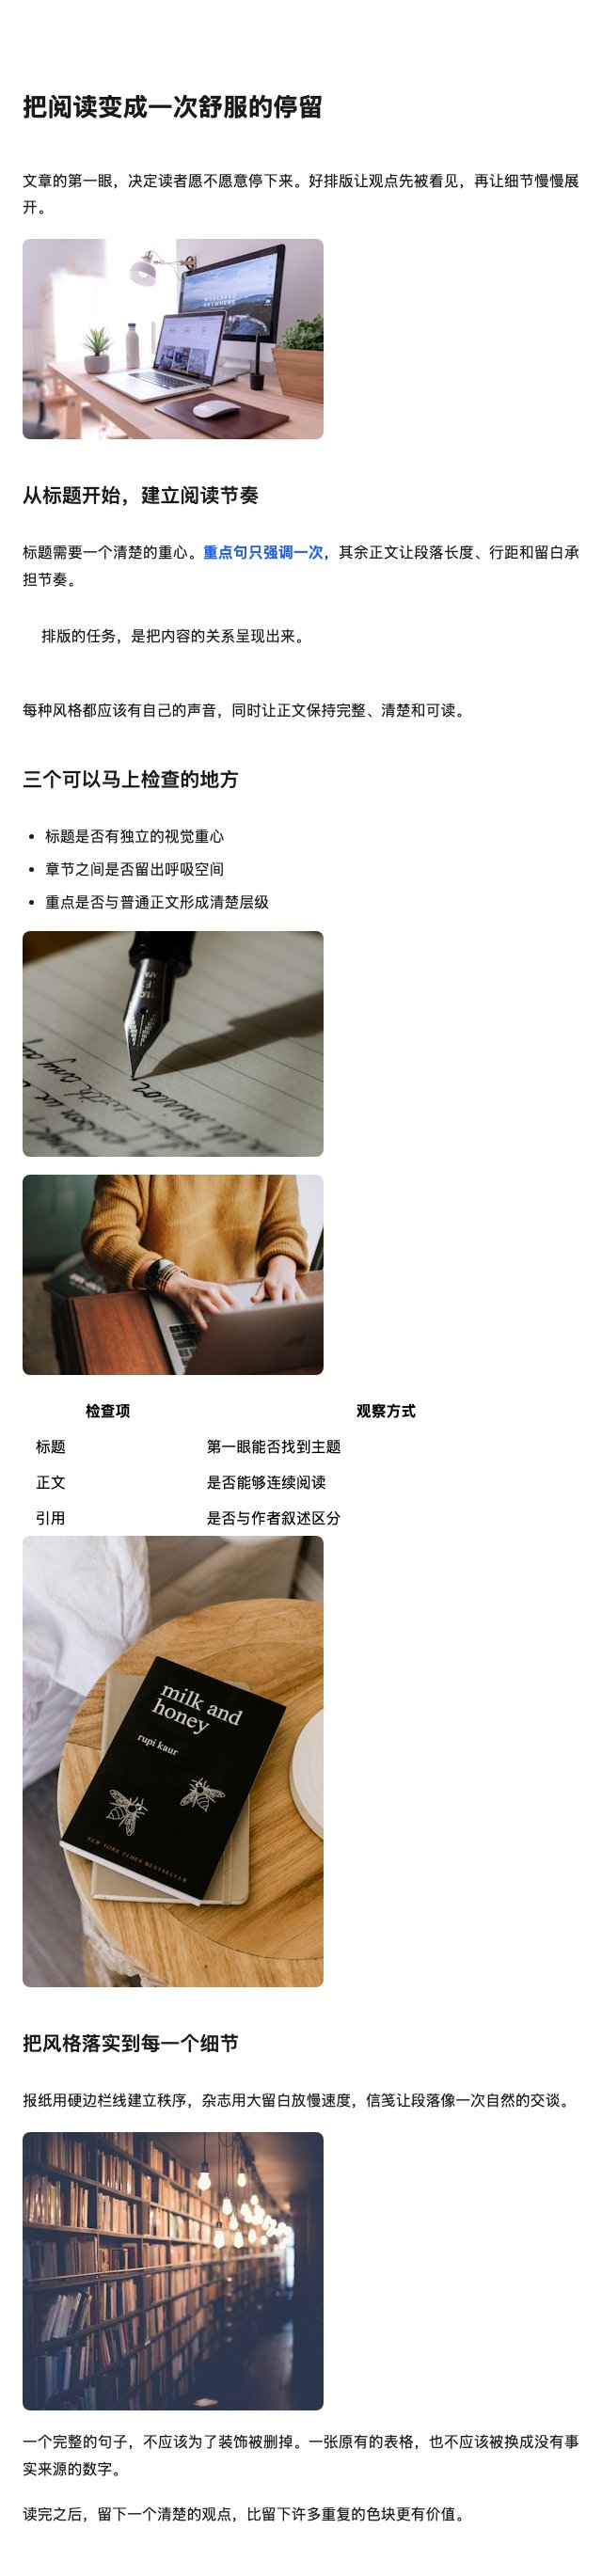 把阅读变成一次舒服的停留
文章的第一眼，决定读者愿不愿意停下来。好排版让观点先被看见，再让细节慢慢展
开。
从标题开始，建立阅读节奏
标题需要一个清楚的重心。重点句只强调一次，其余正文让段落长度、行距和留白承
担节奏。
排版的任务，是把内容的关系呈现出来。
每种风格都应该有自己的声音，同时让正文保持完整、清楚和可读。
三个可以马上检查的地方
• 标题是否有独立的视觉重心
• 章节之间是否留出呼吸空间
• 重点是否与普通正文形成清楚层级
检查项 观察方式
标题 第一眼能否找到主题
正文 是否能够连续阅读
引用 是否与作者叙述区分
milk and
honey
rupi kaur
NEW YORK TIMES BESTSELLER
把风格落实到每一个细节
报纸用硬边栏线建立秩序，杂志用大留白放慢速度，信笺让段落像一次自然的交谈。
一个完整的句子，不应该为了装饰被删掉。一张原有的表格，也不应该被换成没有事
实来源的数字。
读完之后，留下一个清楚的观点，比留下许多重复的色块更有价值。